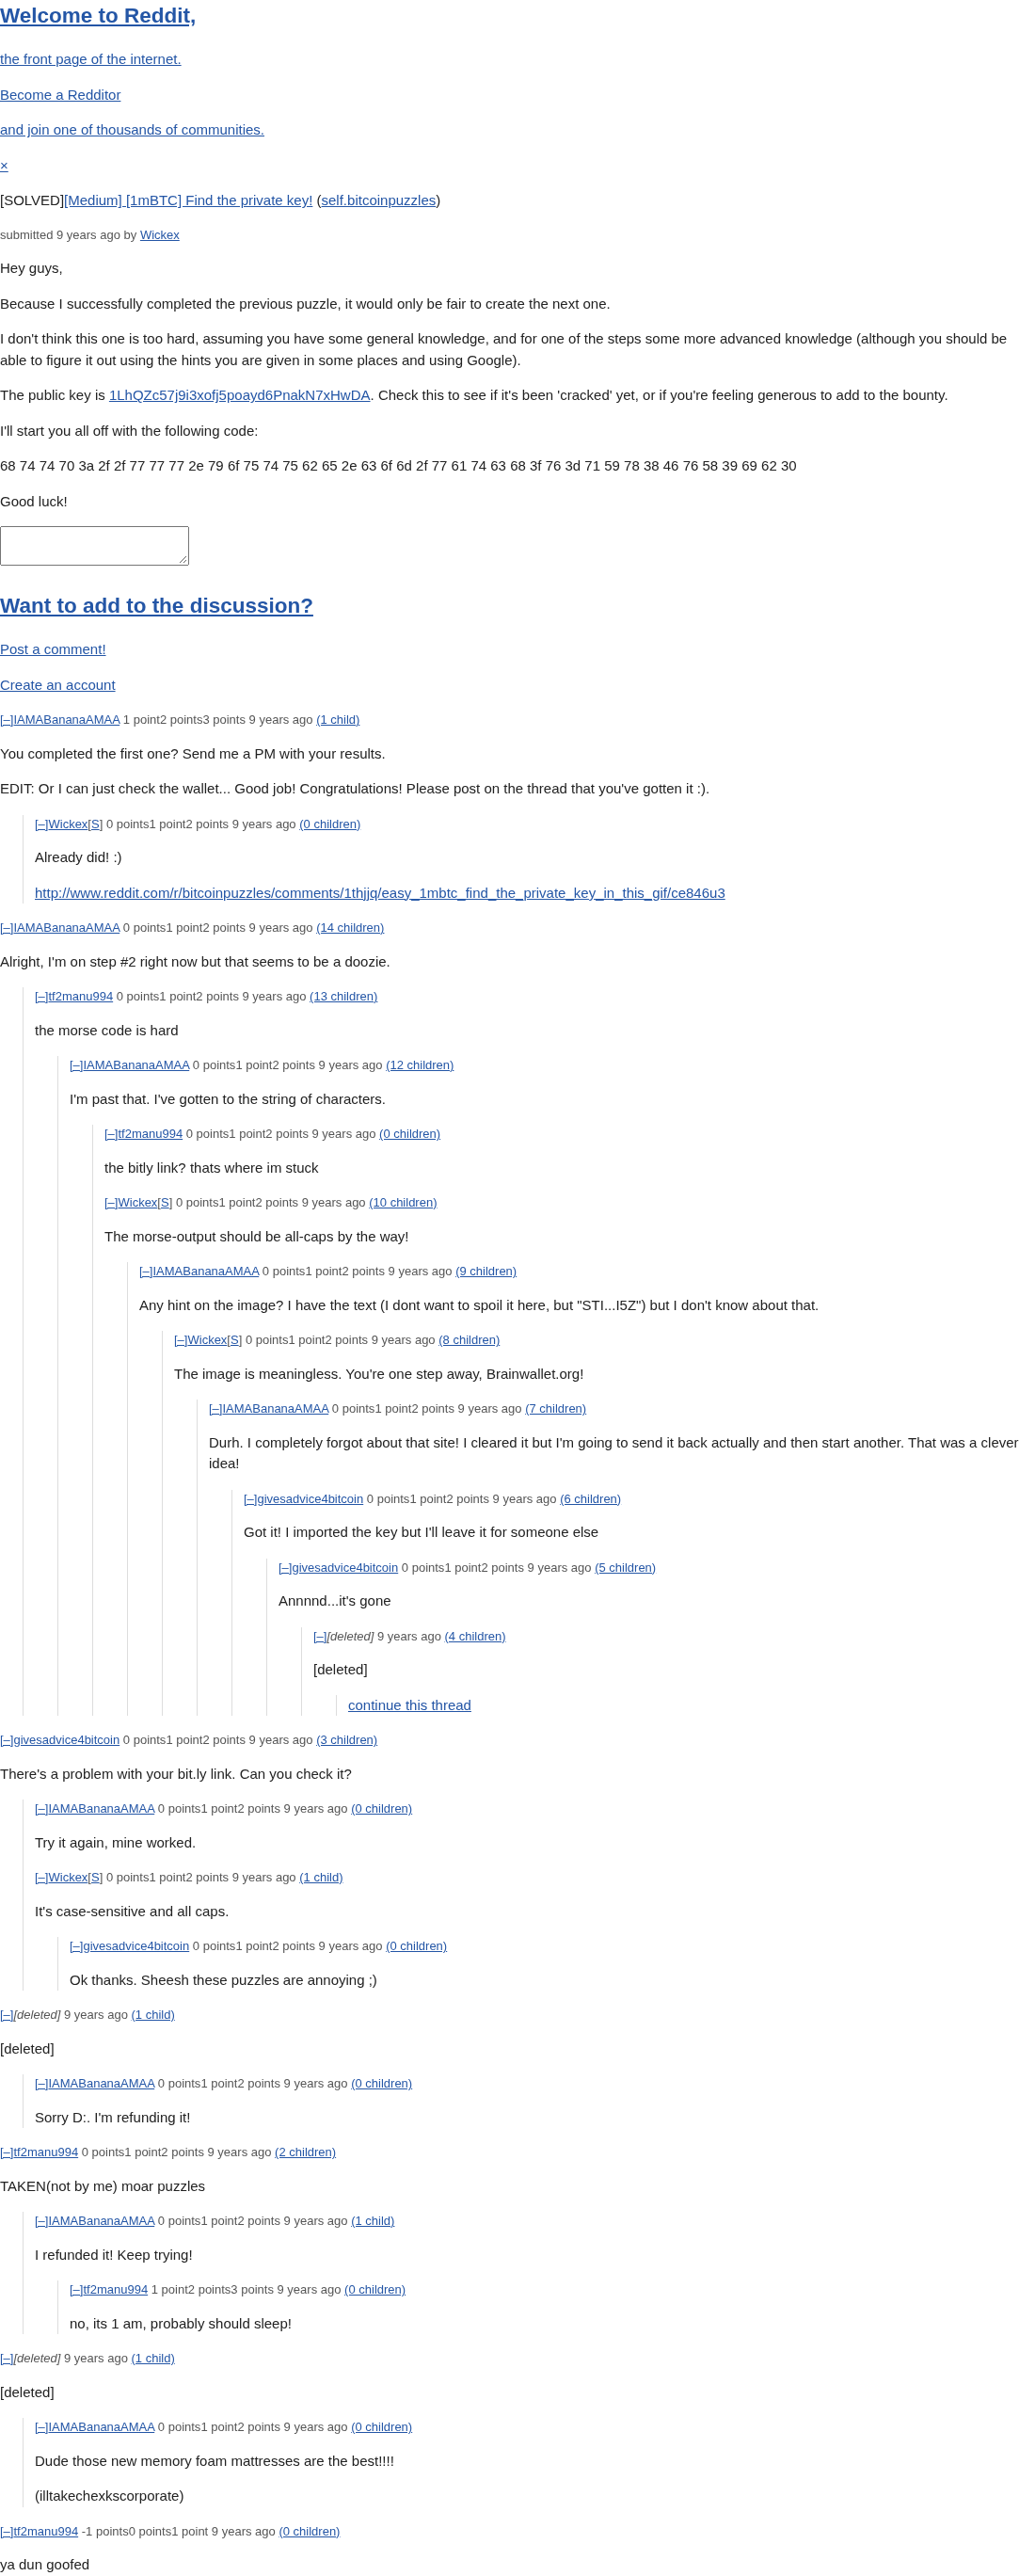 Welcome to Reddit,
the front page of the internet.
Become a Redditor
and join one of thousands of communities.
×
[SOLVED][Medium] [1mBTC] Find the private key! (self.bitcoinpuzzles)
submitted 9 years ago by Wickex
Hey guys,
Because I successfully completed the previous puzzle, it would only be fair to create the next one.
I don't think this one is too hard, assuming you have some general knowledge, and for one of the steps some more advanced knowledge (although you should be
able to figure it out using the hints you are given in some places and using Google).
The public key is 1LhQZc57j9i3xofj5poayd6PnakN7xHwDA. Check this to see if it's been 'cracked' yet, or if you're feeling generous to add to the bounty.
I'll start you all off with the following code:
68 74 74 70 3a 2f 2f 77 77 77 2e 79 6f 75 74 75 62 65 2e 63 6f 6d 2f 77 61 74 63 68 3f 76 3d 71 59 78 38 46 76 58 39 69 62 30
Good luck!
Want to add to the discussion?
Post a comment!
Create an account
[–]IAMABananaAMAA 1 point2 points3 points 9 years ago (1 child)
You completed the first one? Send me a PM with your results.
EDIT: Or I can just check the wallet... Good job! Congratulations! Please post on the thread that you've gotten it :).
[–]Wickex[S] 0 points1 point2 points 9 years ago (0 children)
Already did! :)
http://www.reddit.com/r/bitcoinpuzzles/comments/1thjjq/easy_1mbtc_find_the_private_key_in_this_gif/ce846u3
[–]IAMABananaAMAA 0 points1 point2 points 9 years ago (14 children)
Alright, I'm on step #2 right now but that seems to be a doozie.
[–]tf2manu994 0 points1 point2 points 9 years ago (13 children)
the morse code is hard
[–]IAMABananaAMAA 0 points1 point2 points 9 years ago (12 children)
I'm past that. I've gotten to the string of characters.
[–]tf2manu994 0 points1 point2 points 9 years ago (0 children)
the bitly link? thats where im stuck
[–]Wickex[S] 0 points1 point2 points 9 years ago (10 children)
The morse-output should be all-caps by the way!
[–]IAMABananaAMAA 0 points1 point2 points 9 years ago (9 children)
Any hint on the image? I have the text (I dont want to spoil it here, but "STI...I5Z") but I don't know about that.
[–]Wickex[S] 0 points1 point2 points 9 years ago (8 children)
The image is meaningless. You're one step away, Brainwallet.org!
[–]IAMABananaAMAA 0 points1 point2 points 9 years ago (7 children)
Durh. I completely forgot about that site! I cleared it but I'm going to send it back actually and then start another. That was a clever
idea!
[–]givesadvice4bitcoin 0 points1 point2 points 9 years ago (6 children)
Got it! I imported the key but I'll leave it for someone else
[–]givesadvice4bitcoin 0 points1 point2 points 9 years ago (5 children)
Annnnd...it's gone
[–][deleted] 9 years ago (4 children)
[deleted]
continue this thread
[–]givesadvice4bitcoin 0 points1 point2 points 9 years ago (3 children)
There's a problem with your bit.ly link. Can you check it?
[–]IAMABananaAMAA 0 points1 point2 points 9 years ago (0 children)
Try it again, mine worked.
[–]Wickex[S] 0 points1 point2 points 9 years ago (1 child)
It's case-sensitive and all caps.
[–]givesadvice4bitcoin 0 points1 point2 points 9 years ago (0 children)
Ok thanks. Sheesh these puzzles are annoying ;)
[–][deleted] 9 years ago (1 child)
[deleted]
[–]IAMABananaAMAA 0 points1 point2 points 9 years ago (0 children)
Sorry D:. I'm refunding it!
[–]tf2manu994 0 points1 point2 points 9 years ago (2 children)
TAKEN(not by me) moar puzzles
[–]IAMABananaAMAA 0 points1 point2 points 9 years ago (1 child)
I refunded it! Keep trying!
[–]tf2manu994 1 point2 points3 points 9 years ago (0 children)
no, its 1 am, probably should sleep!
[–][deleted] 9 years ago (1 child)
[deleted]
[–]IAMABananaAMAA 0 points1 point2 points 9 years ago (0 children)
Dude those new memory foam mattresses are the best!!!!
(illtakechexkscorporate)
[–]tf2manu994 -1 points0 points1 point 9 years ago (0 children)
ya dun goofed